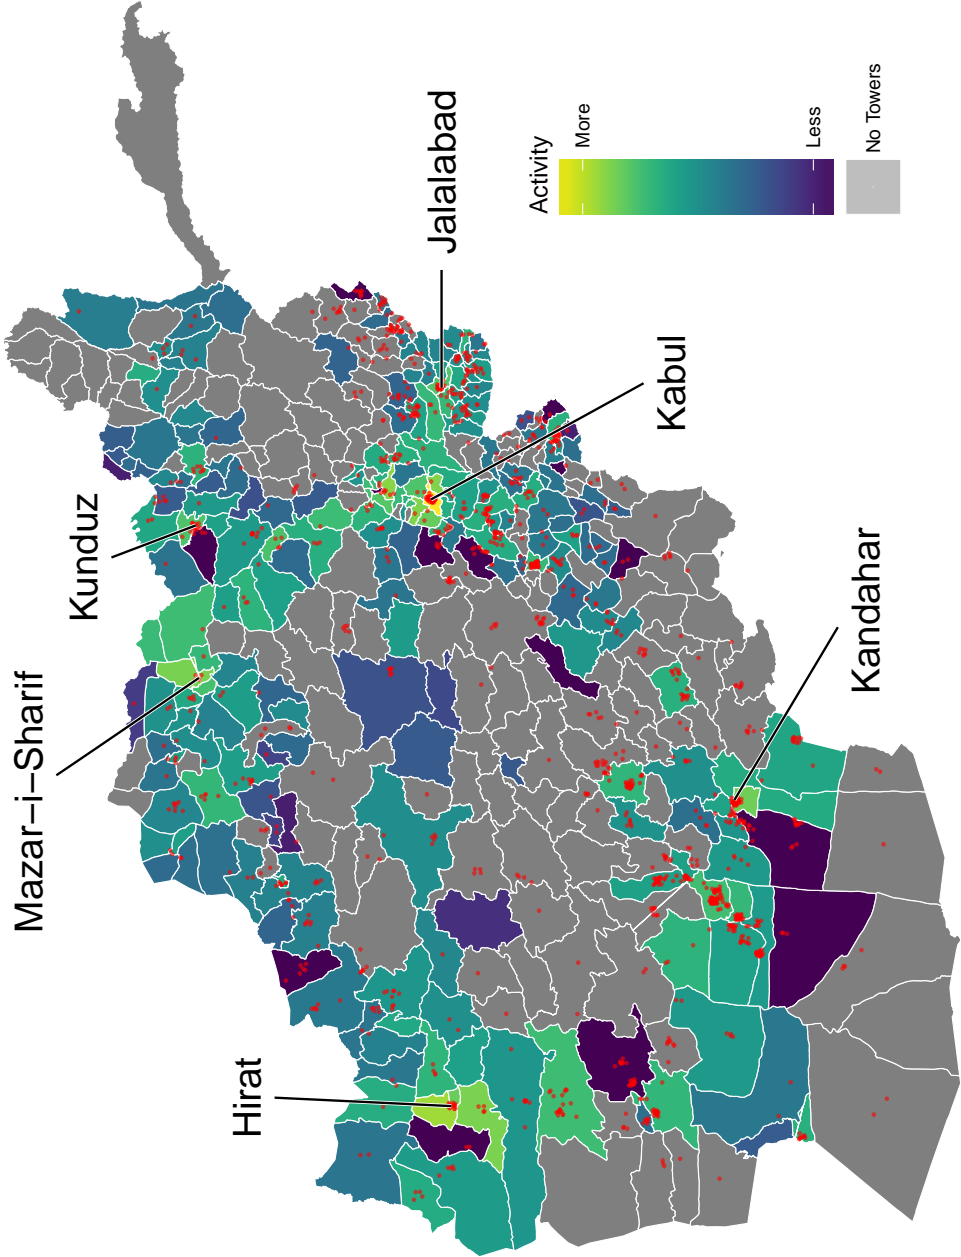 Mazar−i−Sharif
Kunduz
Hirat
Jalalabad
Kabul
Kandahar
Activity
More
Less
No Towers